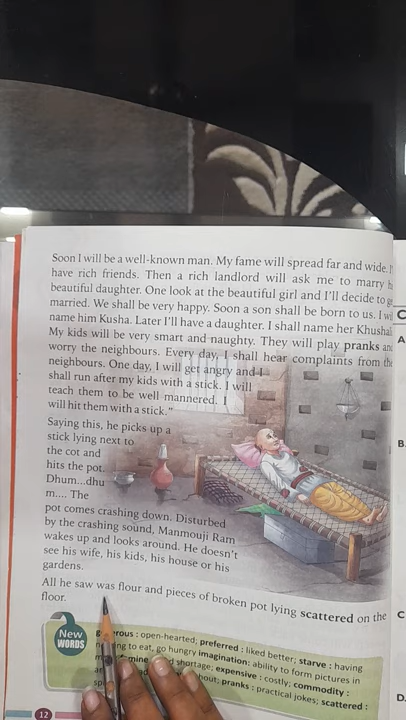 Soon I will be a well-known man. My fame will spread far and wide.
have rich friends. Then a rich landlord will ask me to marry
beautiful daughter. One look at the beautiful girl and I'll decide to
married. We shall be very happy. Soon a son shall be born to us. I
name him Kusha. Later I'll have a daughter. I shall name her
My kids will be very smart and naughty. They will play pranks
worry the neighbours. Every day, I shall hear complaints from
neighbours. One day, I will get angry and I
shall run after my kids with a stick. I will
teach them to be well mannered. I
will hit them with a stick."
Saying this, he picks up a
stick lying next to
the cot and
hits the pot.
Dhum...dhu
m.... The
pot comes crashing down. Disturbed
by the crashing sound, Manmouji Ram
wakes up and looks around. He doesn't
see his wife, his kids, his house or his
gardens.
All he saw was flour and pieces of broken pot lying scattered on the
floor.
New
WORDS
: open-hearted; preferred : liked better; starve : having
to eat, go hungry imagination: ability to form pictures in
shortage; expensive : costly; commodity :
pranks : practical jokes; scattered :
12
C
A.
B.
C
D.